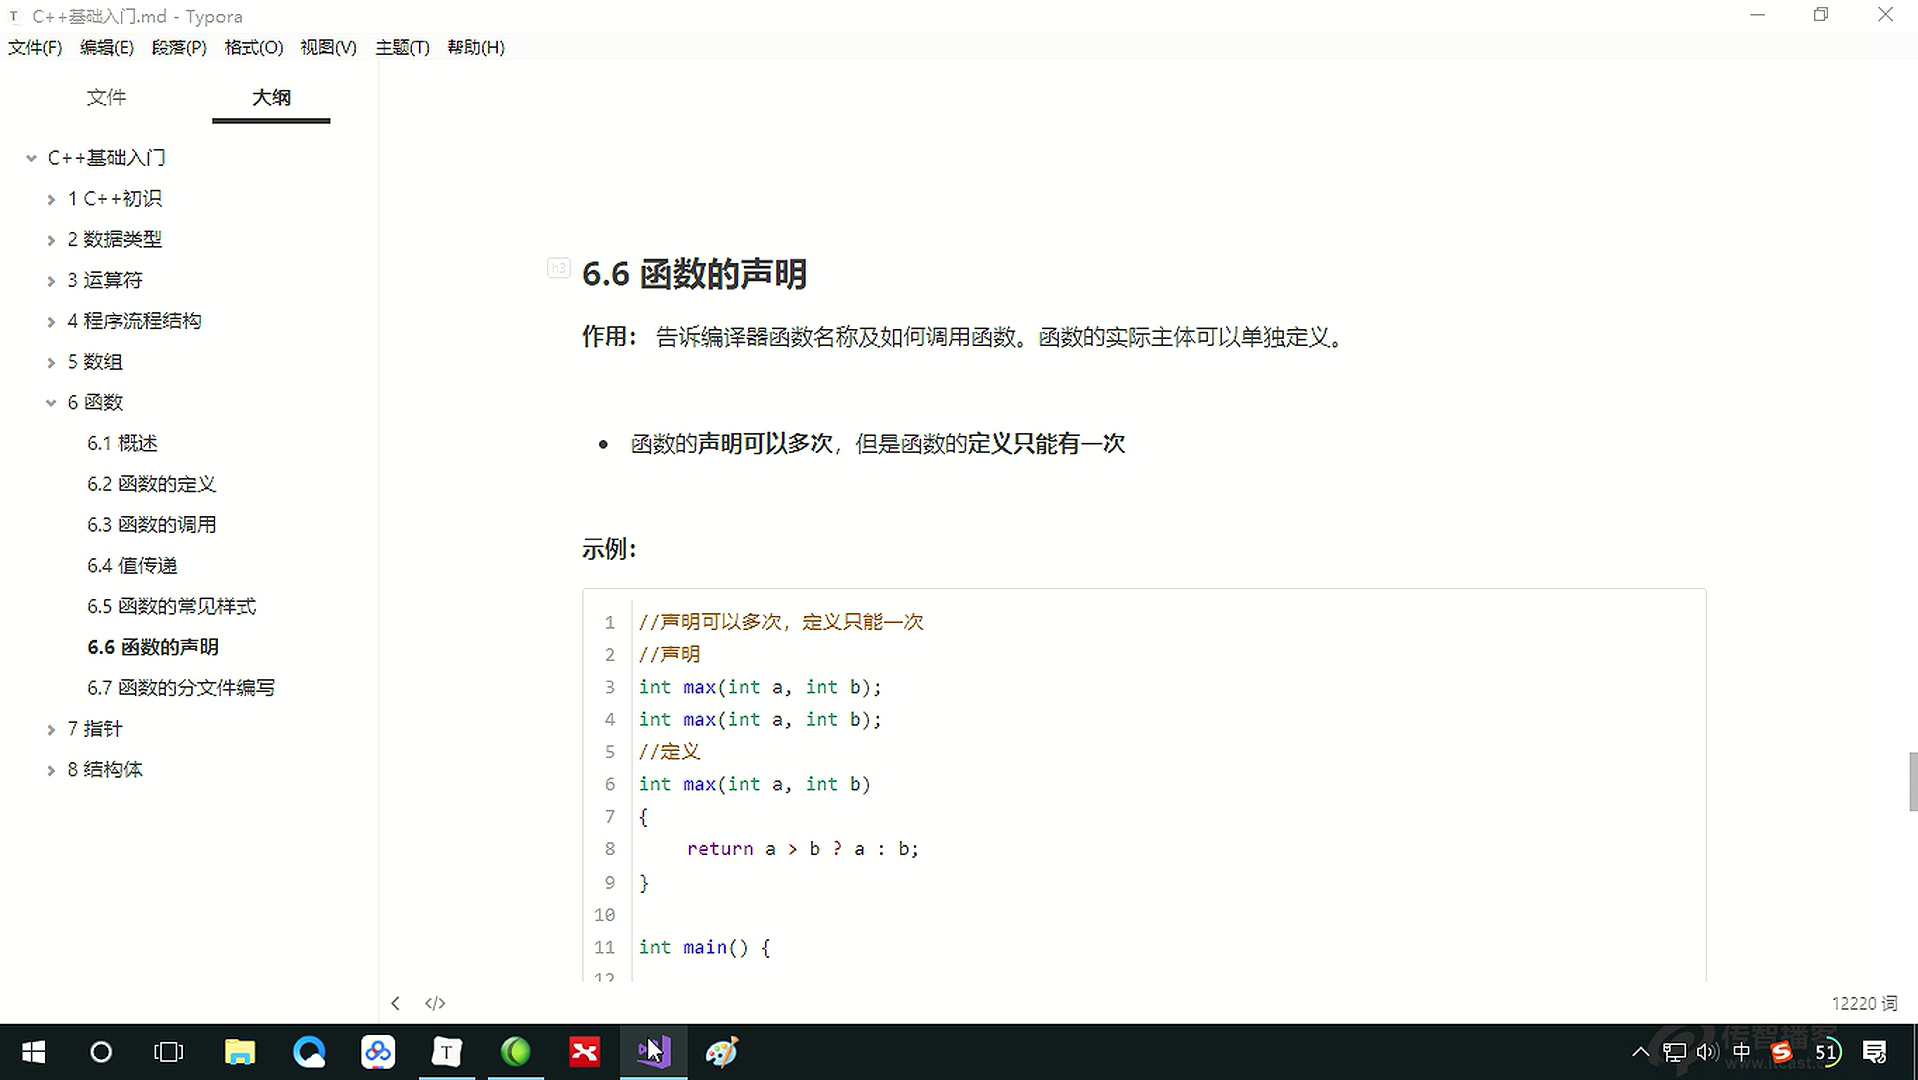 C++基础入门.md - Typora
文件(F) 编辑(E) 段落(P) 格式(O) 视图(V) 主题(T) 帮助(H)
文件 大纲
C++基础入门
1 C++初识
2 数据类型
3 运算符
4 程序流程结构
5 数组
6 函数
6.1 概述
6.2 函数的定义
6.3 函数的调用
6.4 值传递
6.5 函数的常见样式
6.6 函数的声明
6.7 函数的分文件编写
7 指针
8 结构体
h3
6.6 函数的声明
作用： 告诉编译器函数名称及如何调用函数。函数的实际主体可以单独定义。
函数的声明可以多次，但是函数的定义只能有一次
示例：
1 //声明可以多次，定义只能一次
2 //声明
3 int max(int a, int b);
4 int max(int a, int b);
5 //定义
6 int max(int a, int b)
7 {
8 return a > b ? a : b;
9 }
10
11 int main() {
12
</> 12220 词
T
中
S
51
传智播客
www.itcast.c